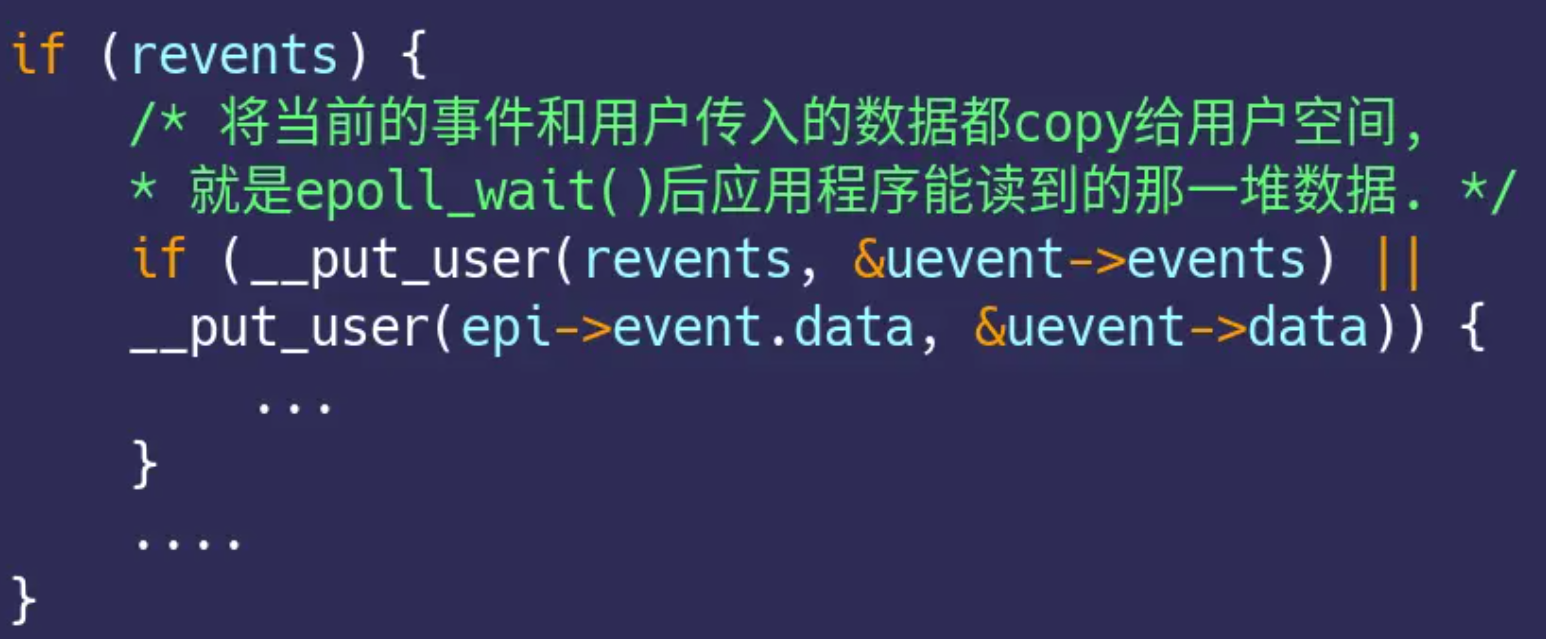 if (revents) {
    /* 将当前的事件和用户传入的数据都copy给用户空间,
    * 就是epoll_wait()后应用程序能读到的那一堆数据. */
    if (__put_user(revents, &uevent->events) ||
    __put_user(epi->event.data, &uevent->data)) {
        ...
    }
    ....
}